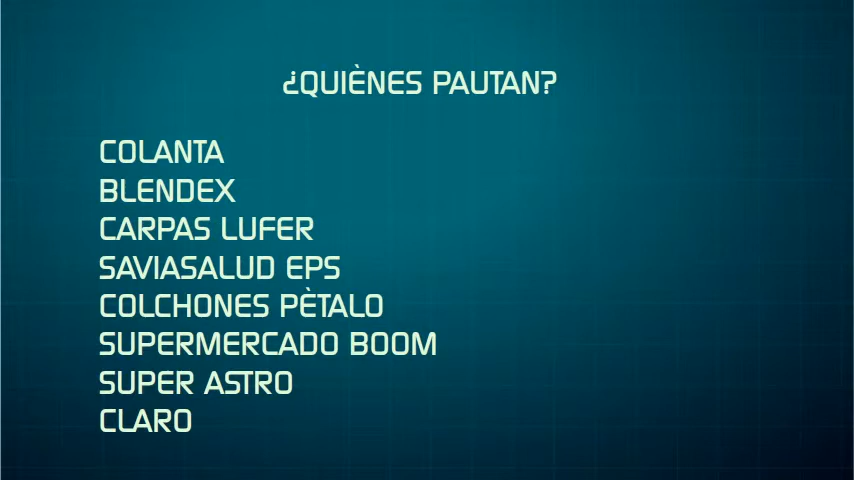 ¿QUIÈNES PAUTAN?
COLANTA
BLENDEX
CARPAS LUFER
SAVIASALUD EPS
COLCHONES PÈTALO
SUPERMERCADO BOOM
SUPER ASTRO
CLARO